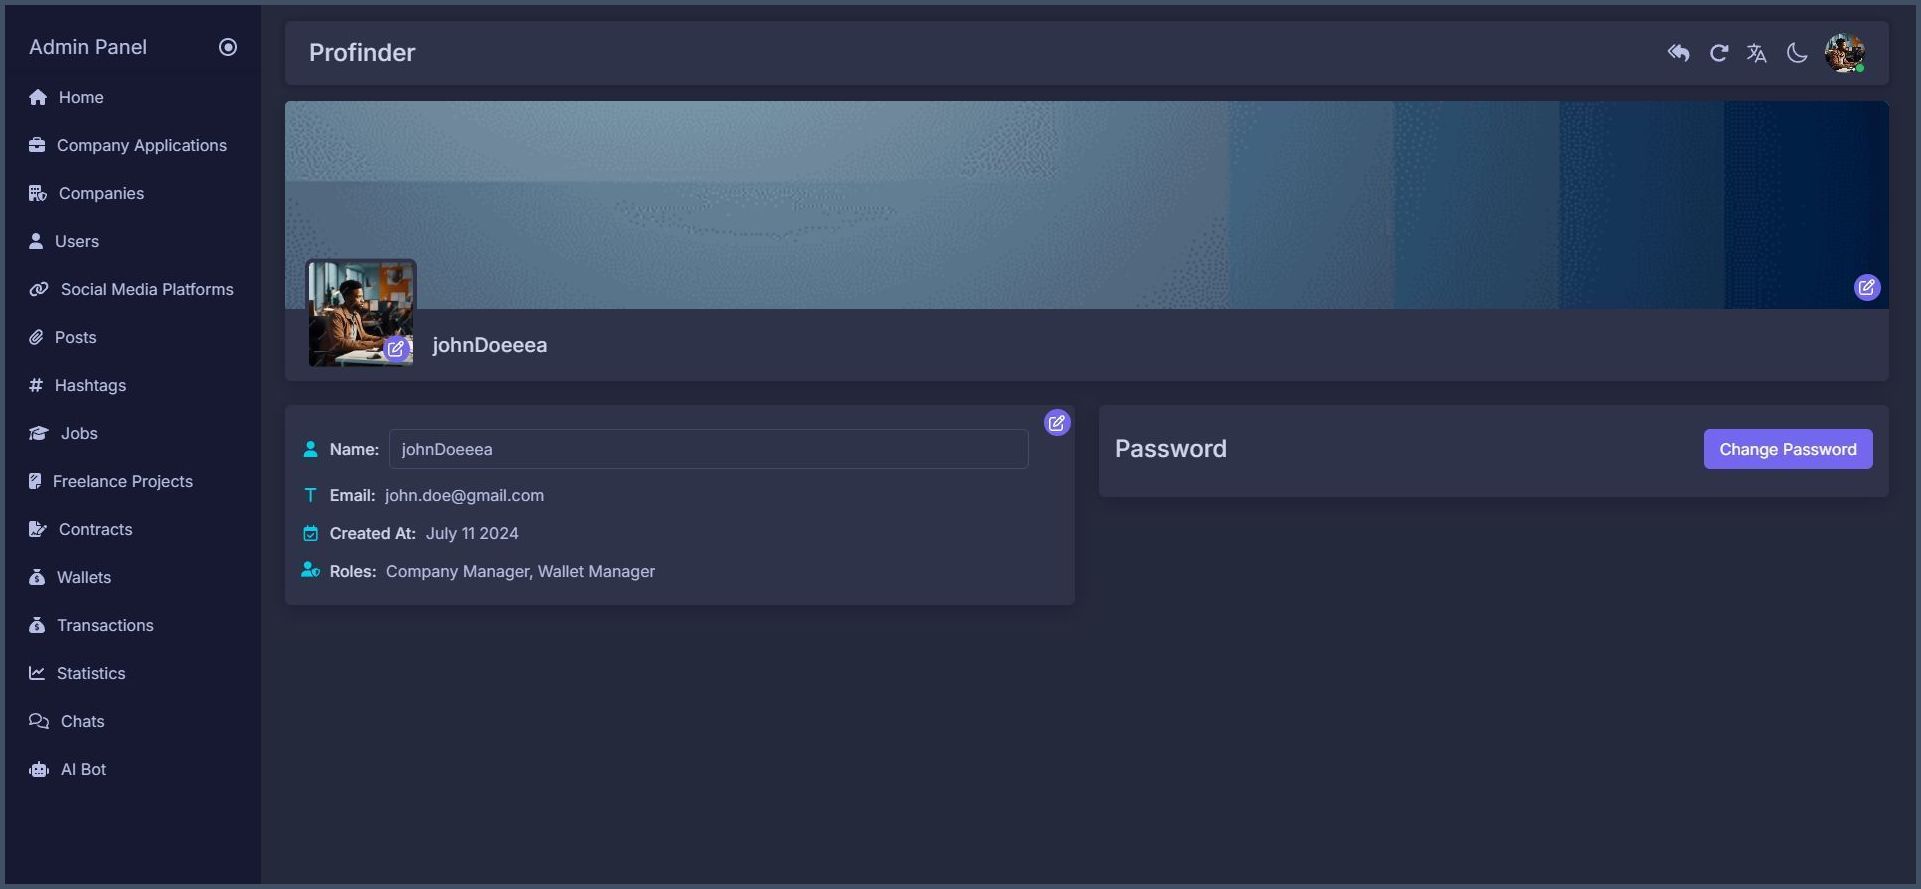 Admin Panel
Home
Company Applications
Companies
Users
Social Media Platforms
Posts
Hashtags
Jobs
Freelance Projects
Contracts
Wallets
Transactions
Statistics
Chats
AI Bot
Profinder
johnDoeeea
Name: johnDoeeea
Email: john.doe@gmail.com
Created At: July 11 2024
Roles: Company Manager, Wallet Manager
Password
Change Password